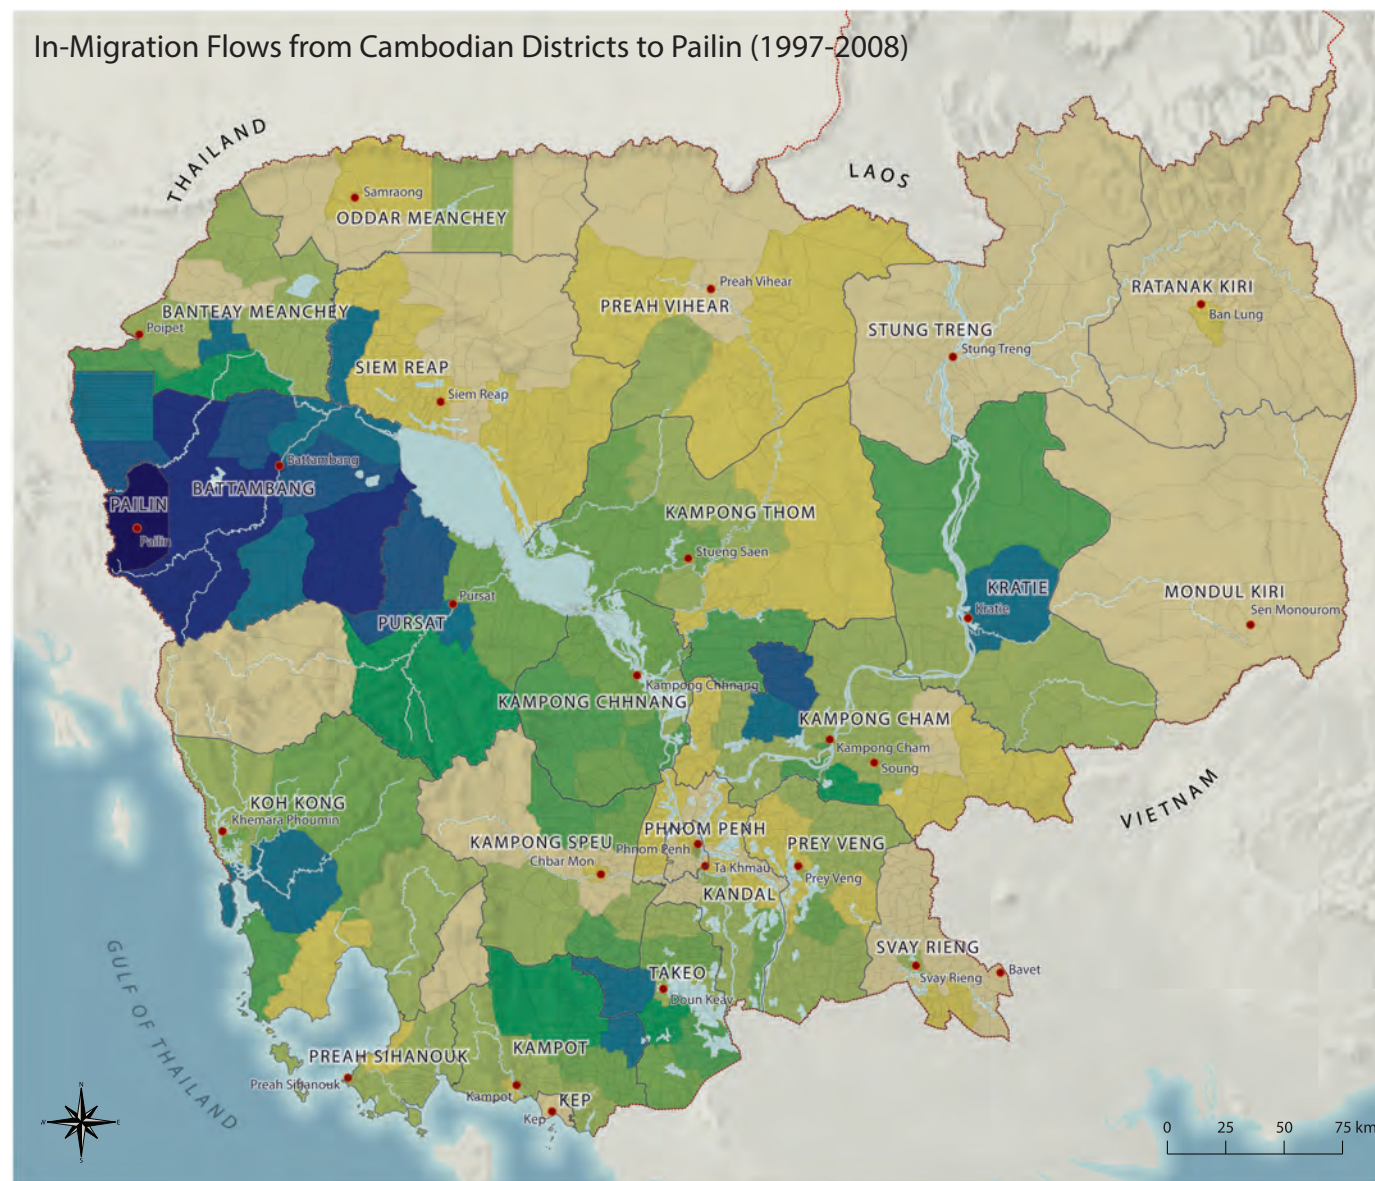 In-Migration Flows from Cambodian Districts to Pailin (1997-2008)
THAILAND
LAOS
Samraong
ODDAR MEANCHEY
Preah Vihear
PREAH VIHEAR
RATANAK KIRI
Ban Lung
BANTEAY MEANCHEY
Poipet
STUNG TRENG
Stung Treng
SIEM REAP
Siem Reap
Battambang
BATTAMBANG
PAILIN
Pailin
KAMPONG THOM
Stueng Saen
KRATIE
Kratie
MONDUL KIRI
Sen Monourom
Pursat
PURSAT
Kampong Chhnang
KAMPONG CHHNANG
KAMPONG CHAM
Kampong Cham
Soung
KOH KONG
Khemara Phoumin
VIETNAM
KAMPONG SPEU
Chbar Mon
PHNOM PENH
Phnom Penh
Ta Khmau
PREY VENG
Prey Veng
KANDAL
SVAY RIENG
Svay Rieng
Bavet
TAKEO
Doun Keav
GULF OF THAILAND
PREAH SIHANOUK
Preah Sihanouk
KAMPOT
Kampot
KEP
Kep
N
W
E
S
0 25 50 75 km